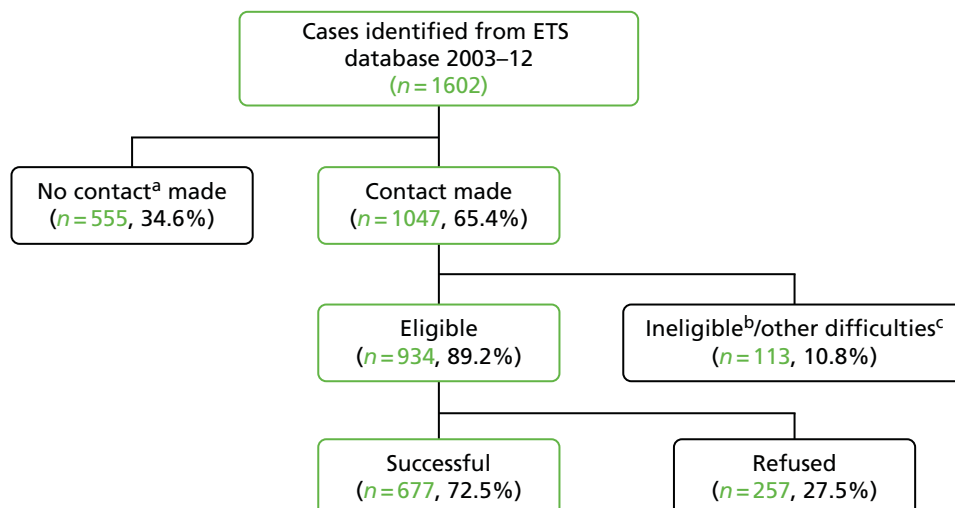 Cases identified from ETS
database 2003–12
(n = 1602)
No contactᵃ made
(n = 555, 34.6%)
Contact made
(n = 1047, 65.4%)
Eligible
(n = 934, 89.2%)
Ineligibleᵇ/other difficultiesᶜ
(n = 113, 10.8%)
Successful
(n = 677, 72.5%)
Refused
(n = 257, 27.5%)